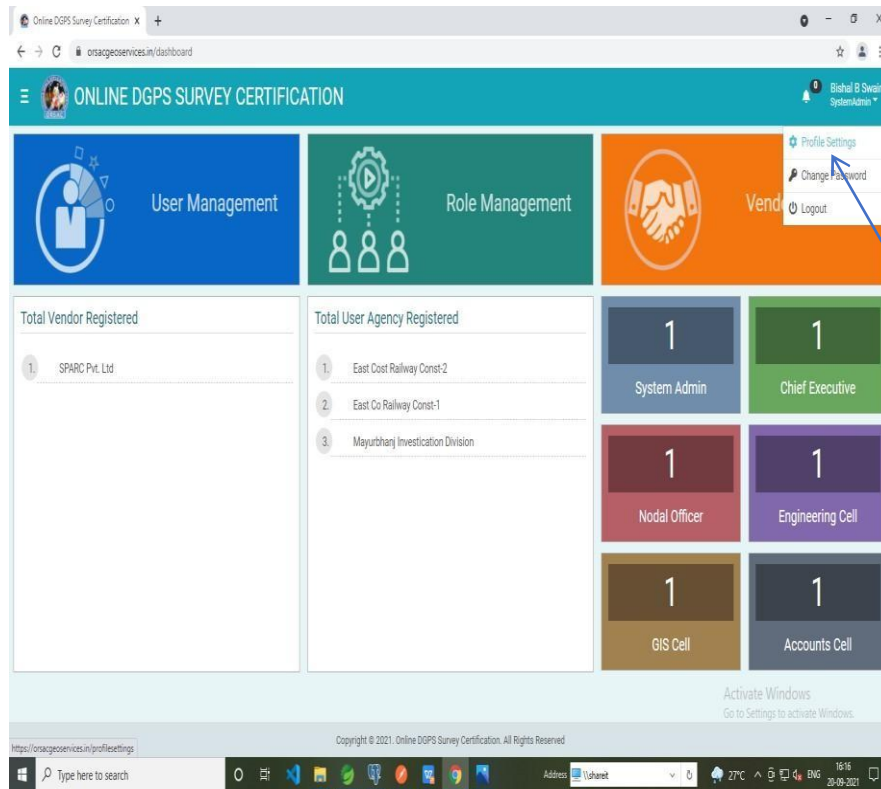 Online DGPS Survey Certification x +
orsacgeoservices.in/dashboard
ONLINE DGPS SURVEY CERTIFICATION
0
Bishal B Swain
SystemAdmin
Profile Settings
Change Password
Logout
User Management
Role Management
Vend
Total Vendor Registered
1. SPARC Pvt. Ltd
Total User Agency Registered
1. East Cost Railway Const-2
2. East Co Railway Const-1
3. Mayurbhanj Investication Division
1
System Admin
1
Chief Executive
1
Nodal Officer
1
Engineering Cell
1
GIS Cell
1
Accounts Cell
Activate Windows
Go to Settings to activate Windows.
Copyright © 2021. Online DGPS Survey Certification. All Rights Reserved
https://orsacgeoservices.in/profilesettings
Type here to search
Address \\shareit
27°C
ENG
16:16
20-09-2021